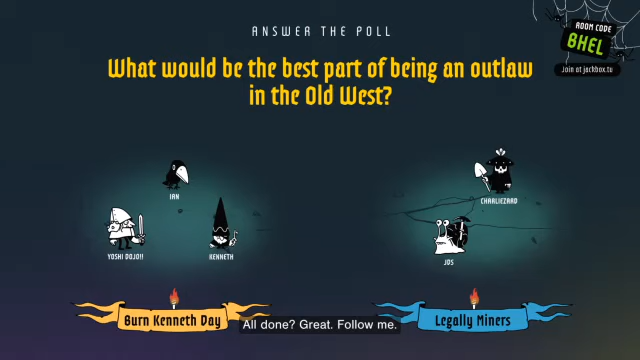 ANSWER THE POLL
ROOM CODE
BHEL
Join at jackbox.tv
What would be the best part of being an outlaw
in the Old West?
IAN
CHARLIEZARD
YOSHI DOJO!!
KENNETH
JDS
Burn Kenneth Day
Legally Miners
All done? Great. Follow me.